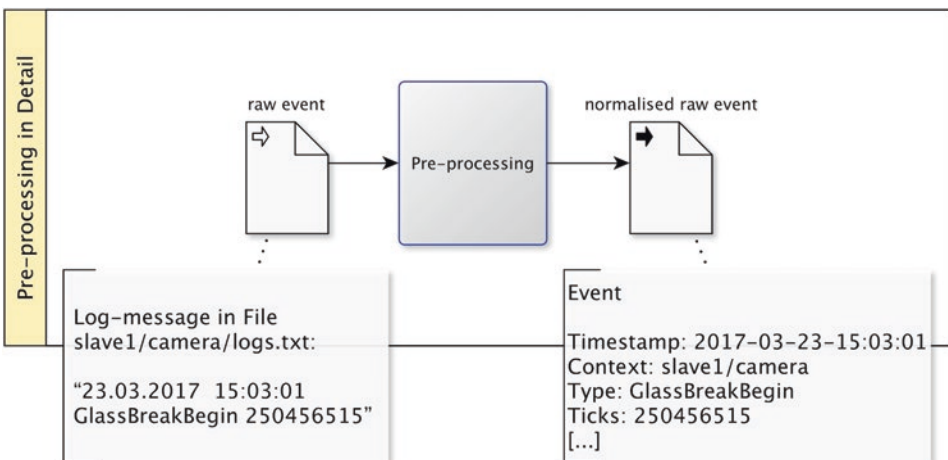 Pre-processing in Detail
raw event
Pre-processing
normalised raw event
Log-message in File
slave1/camera/logs.txt:
“23.03.2017  15:03:01
GlassBreakBegin 250456515”
Event
Timestamp: 2017-03-23-15:03:01
Context: slave1/camera
Type: GlassBreakBegin
Ticks: 250456515
[...]